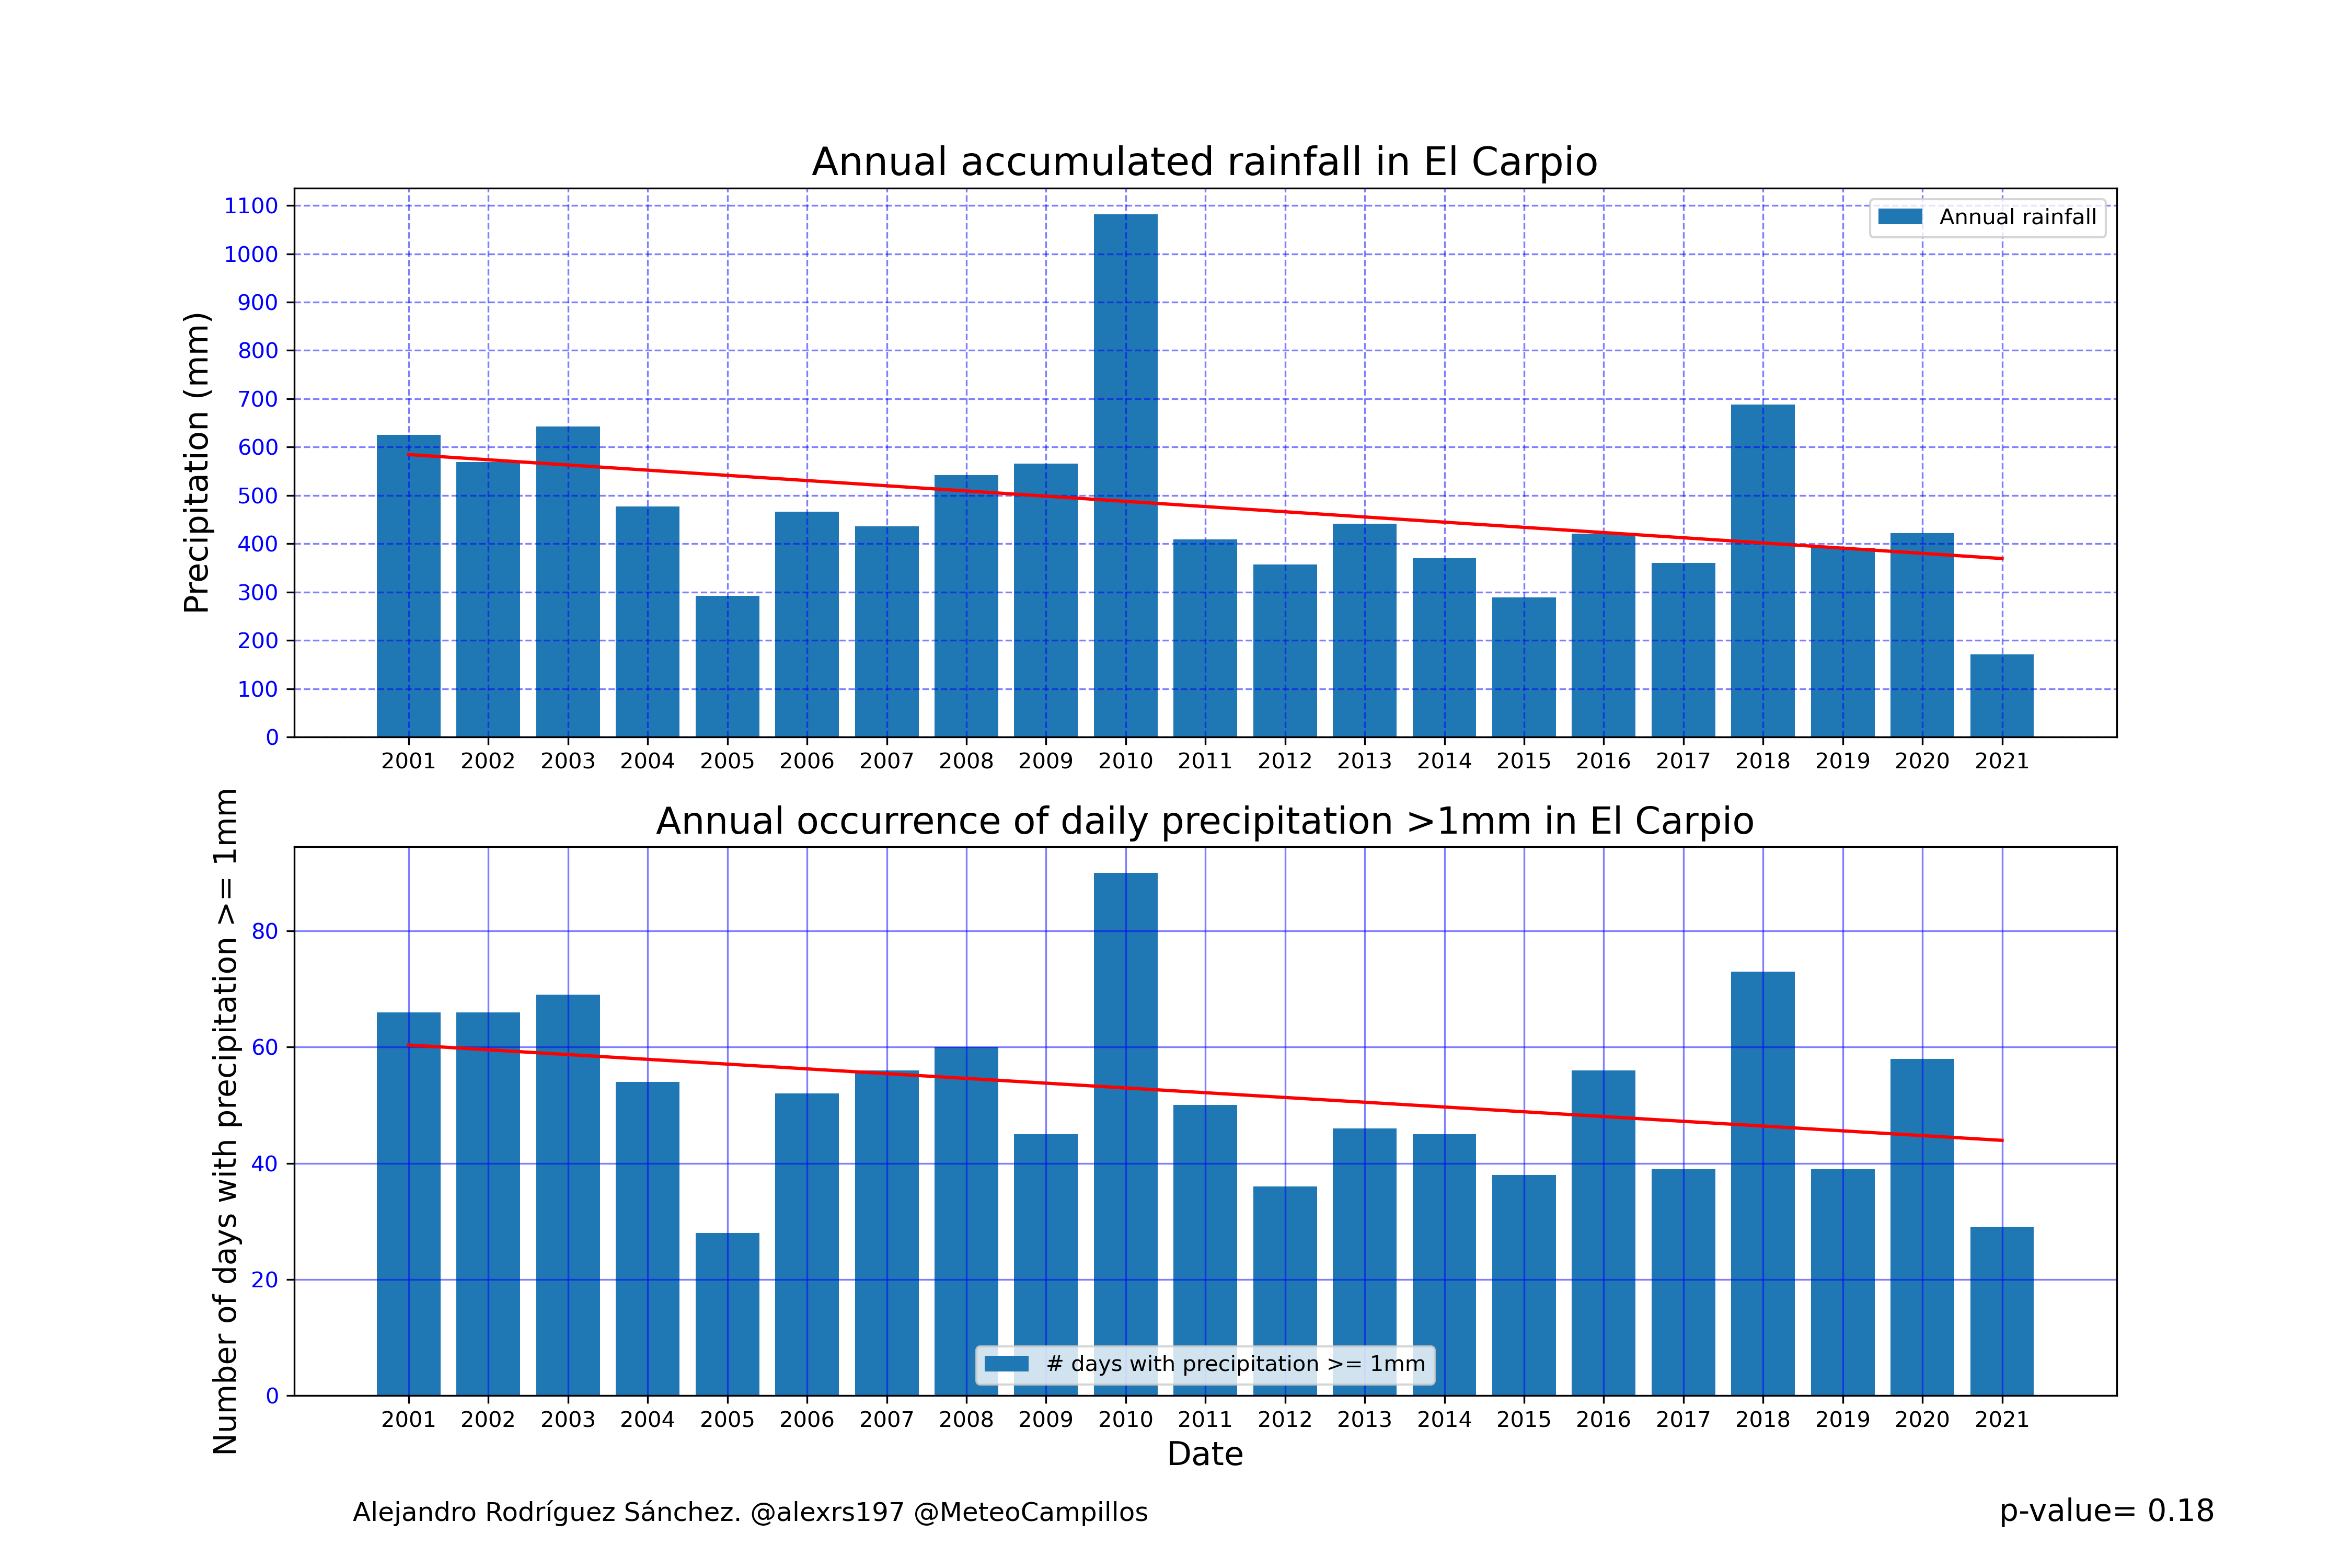 Annual accumulated rainfall in El Carpio
Precipitation (mm)
1100
1000
900
800
700
600
500
400
300
200
100
0
Annual rainfall
2001 2002 2003 2004 2005 2006 2007 2008 2009 2010 2011 2012 2013 2014 2015 2016 2017 2018 2019 2020 2021
Annual occurrence of daily precipitation >1mm in El Carpio
Number of days with precipitation >= 1mm
80
60
40
20
0
# days with precipitation >= 1mm
2001 2002 2003 2004 2005 2006 2007 2008 2009 2010 2011 2012 2013 2014 2015 2016 2017 2018 2019 2020 2021
Date
Alejandro Rodríguez Sánchez. @alexrs197 @MeteoCampillos
p-value= 0.18